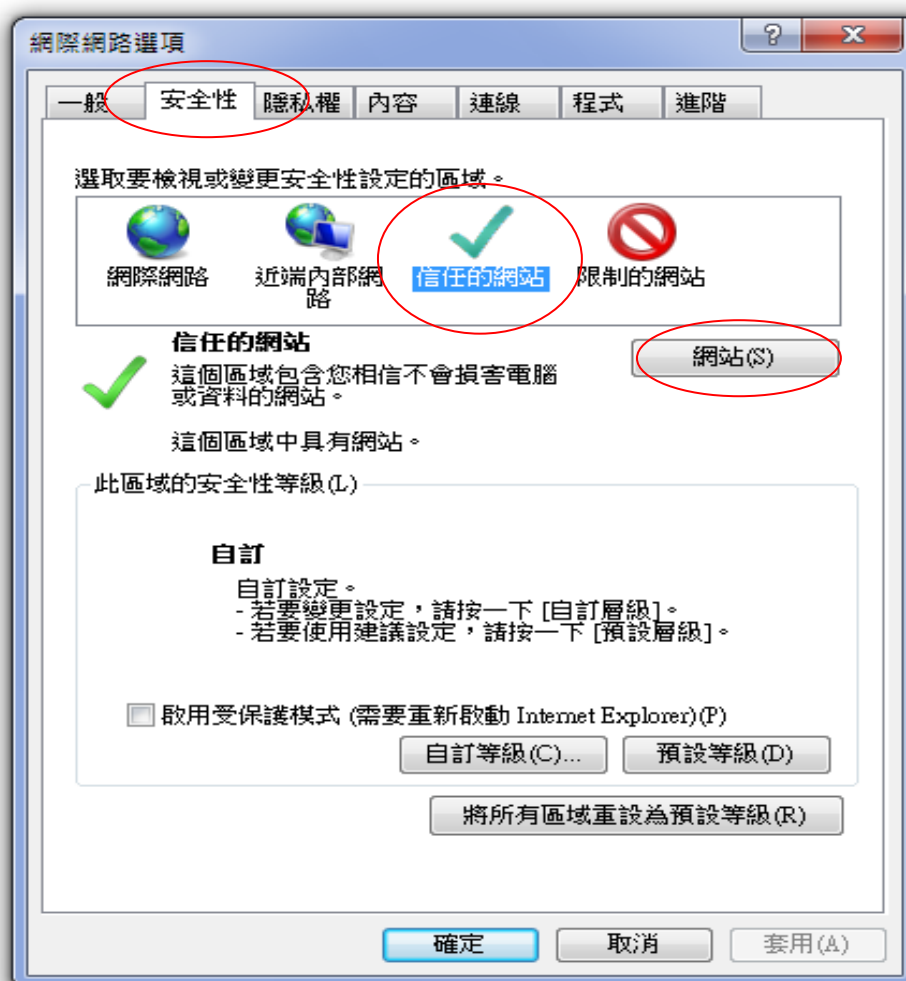 網際網路選項
一般 安全性 隱私權 內容 連線 程式 進階
選取要檢視或變更安全性設定的區域。
網際網路 近端內部網路 信任的網站 限制的網站
信任的網站
網站(S)
這個區域包含您相信不會損害電腦
或資料的網站。
這個區域中具有網站。
此區域的安全性等級(L)
自訂
自訂設定。
- 若要變更設定，請按一下 [自訂層級]。
- 若要使用建議設定，請按一下 [預設層級]。
啟用受保護模式 (需要重新啟動 Internet Explorer)(P)
自訂等級(C)... 預設等級(D)
將所有區域重設為預設等級(R)
確定 取消 套用(A)